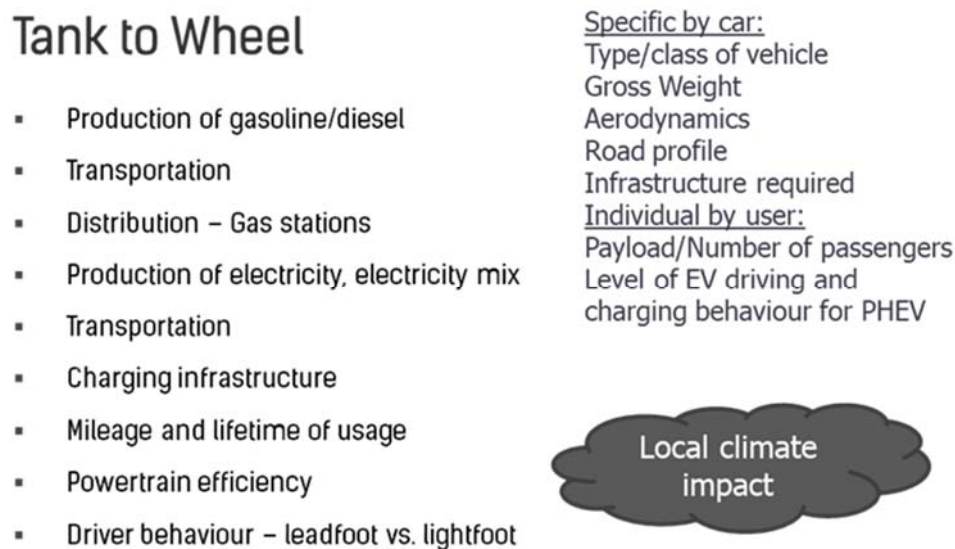 Tank to Wheel
▪ Production of gasoline/diesel
▪ Transportation
▪ Distribution – Gas stations
▪ Production of electricity, electricity mix
▪ Transportation
▪ Charging infrastructure
▪ Mileage and lifetime of usage
▪ Powertrain efficiency
▪ Driver behaviour – leadfoot vs. lightfoot
Specific by car:
Type/class of vehicle
Gross Weight
Aerodynamics
Road profile
Infrastructure required
Individual by user:
Payload/Number of passengers
Level of EV driving and
charging behaviour for PHEV
Local climate
impact